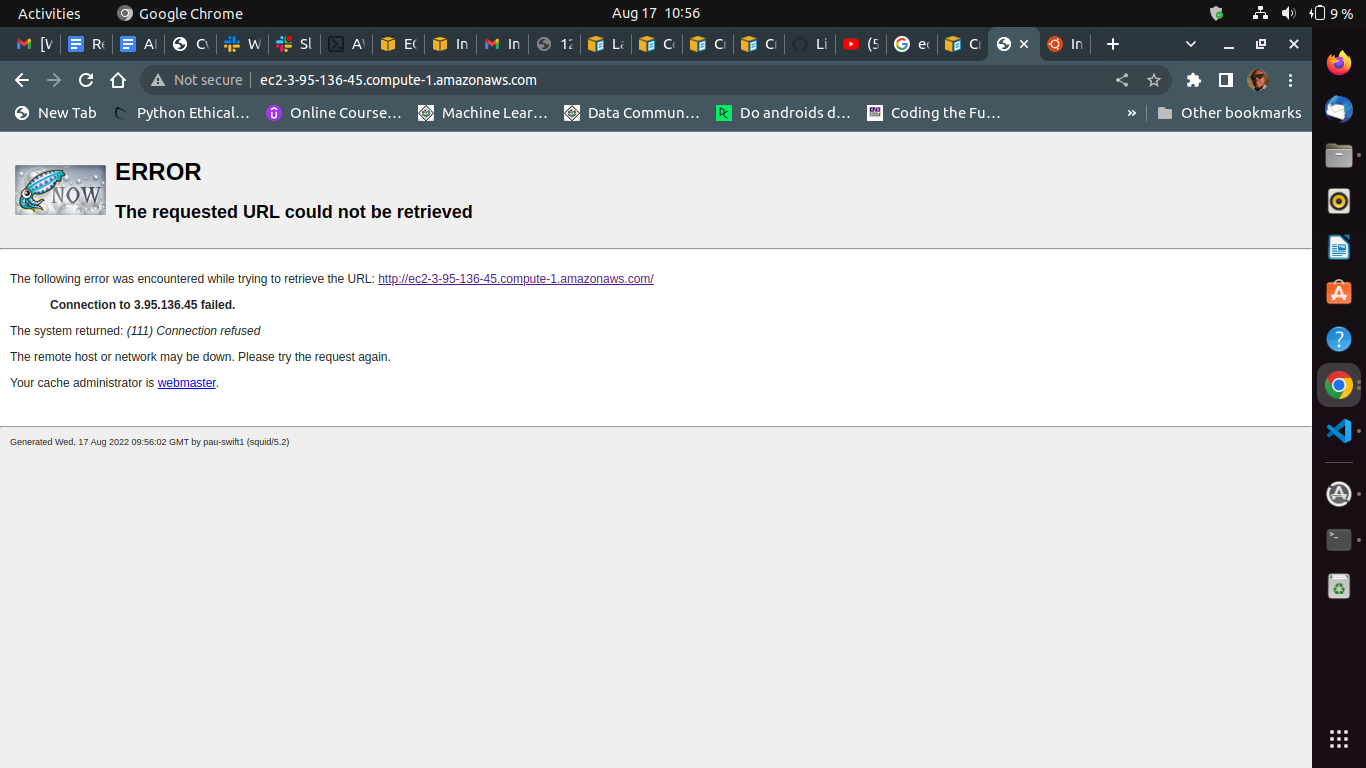 Activities
Google Chrome
Aug 17 10:56
9 %
[W
Re
AI
Cv
W
Sl
A\
EC
In
In
12
La
Co
Cr
Cr
Li
(5
ec
Cr
In
Not secure
ec2-3-95-136-45.compute-1.amazonaws.com
New Tab
Python Ethical…
Online Course…
Machine Lear…
Data Commun…
Do androids d…
Coding the Fu…
»
Other bookmarks
NOW
ERROR
The requested URL could not be retrieved
The following error was encountered while trying to retrieve the URL: http://ec2-3-95-136-45.compute-1.amazonaws.com/
Connection to 3.95.136.45 failed.
The system returned: (111) Connection refused
The remote host or network may be down. Please try the request again.
Your cache administrator is webmaster.
Generated Wed, 17 Aug 2022 09:56:02 GMT by pau-swift1 (squid/5.2)